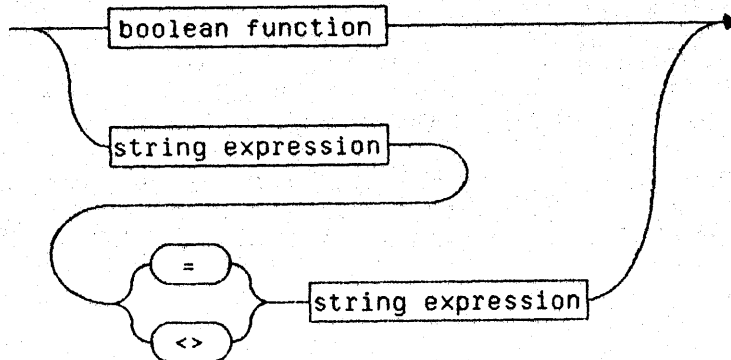 boolean function
string expression
=
string expression
<>